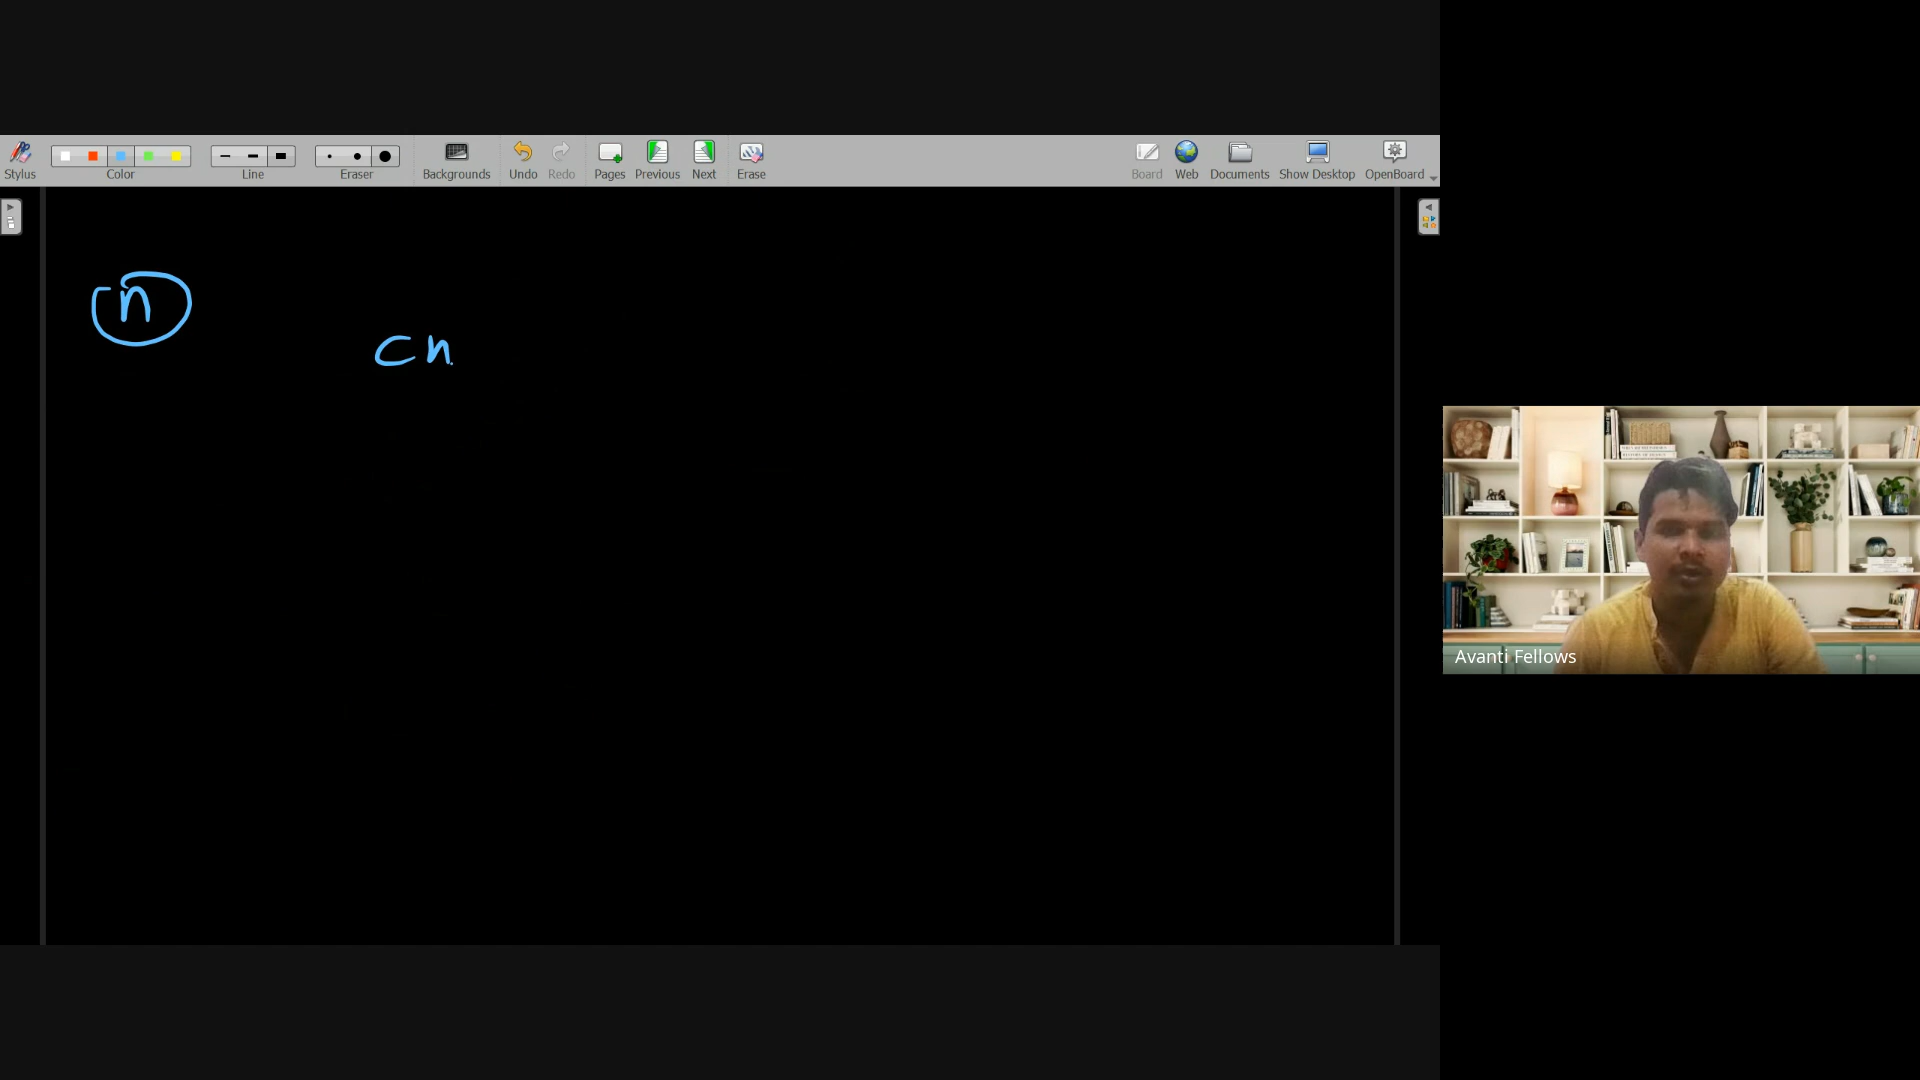 Stylus Color Line Eraser Backgrounds Undo Redo Pages Previous Next Erase Board Web Documents Show Desktop OpenBoard
n
cn
Avanti Fellows